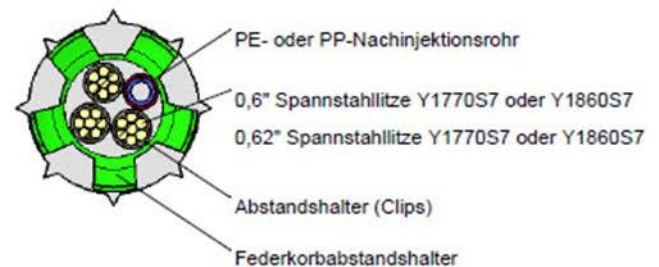 PE- oder PP-Nachinjektionsrohr
0,6" Spannstahllitze Y1770S7 oder Y1860S7
0,62" Spannstahllitze Y1770S7 oder Y1860S7
Abstandshalter (Clips)
Federkorbabstandshalter